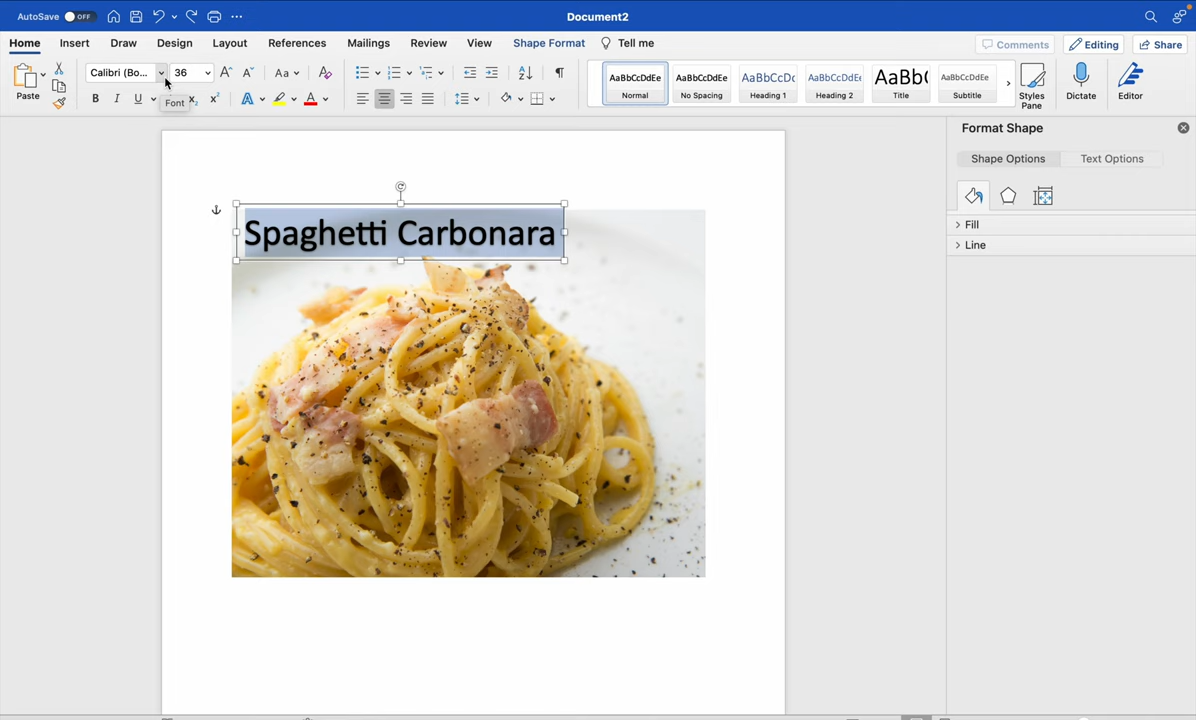 AutoSave OFF Document2
Home Insert Draw Design Layout References Mailings Review View Shape Format Tell me Comments Editing Share
Paste Calibri (Bo... 36 Aa AaBbCcDdEe AaBbCcDdEe AaBbCcDc AaBbCcDdEe AaBb( AaBbCcDdEe
B I U x² A A Normal No Spacing Heading 1 Heading 2 Title Subtitle Styles Pane Dictate Editor
Font
Format Shape
Shape Options Text Options
Fill
Line
Spaghetti Carbonara